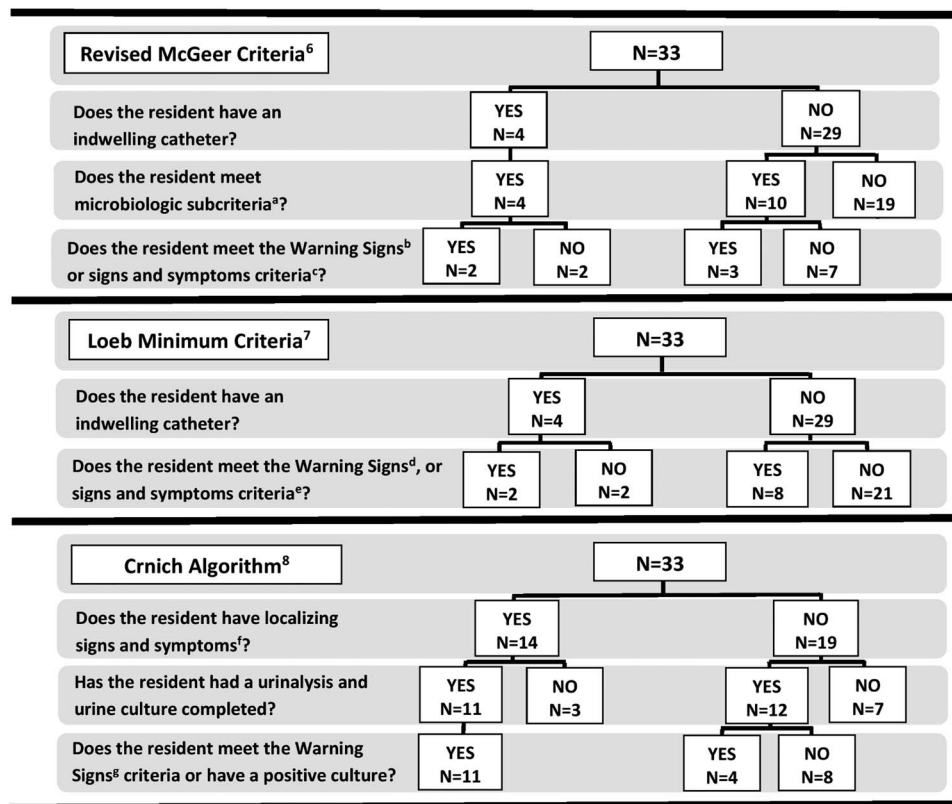 Revised McGeer Criteria⁶
N=33
Does the resident have an
indwelling catheter?
YES
N=4
NO
N=29
Does the resident meet
microbiologic subcriteriaᵃ?
YES
N=4
YES
N=10
NO
N=19
Does the resident meet the Warning Signsᵇ
or signs and symptoms criteriaᶜ?
YES
N=2
NO
N=2
YES
N=3
NO
N=7
Loeb Minimum Criteria⁷
N=33
Does the resident have an
indwelling catheter?
YES
N=4
NO
N=29
Does the resident meet the Warning Signsᵈ, or
signs and symptoms criteriaᵉ?
YES
N=2
NO
N=2
YES
N=8
NO
N=21
Crnich Algorithm⁸
N=33
Does the resident have localizing
signs and symptomsᶠ?
YES
N=14
NO
N=19
Has the resident had a urinalysis and
urine culture completed?
YES
N=11
NO
N=3
YES
N=12
NO
N=7
Does the resident meet the Warning
Signsᵍ criteria or have a positive culture?
YES
N=11
YES
N=4
NO
N=8